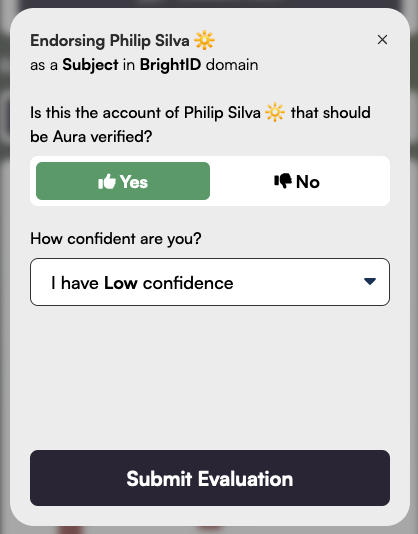 Endorsing Philip Silva ☀️
as a Subject in BrightID domain
Is this the account of Philip Silva ☀️ that should
be Aura verified?
Yes
No
How confident are you?
I have Low confidence
Submit Evaluation